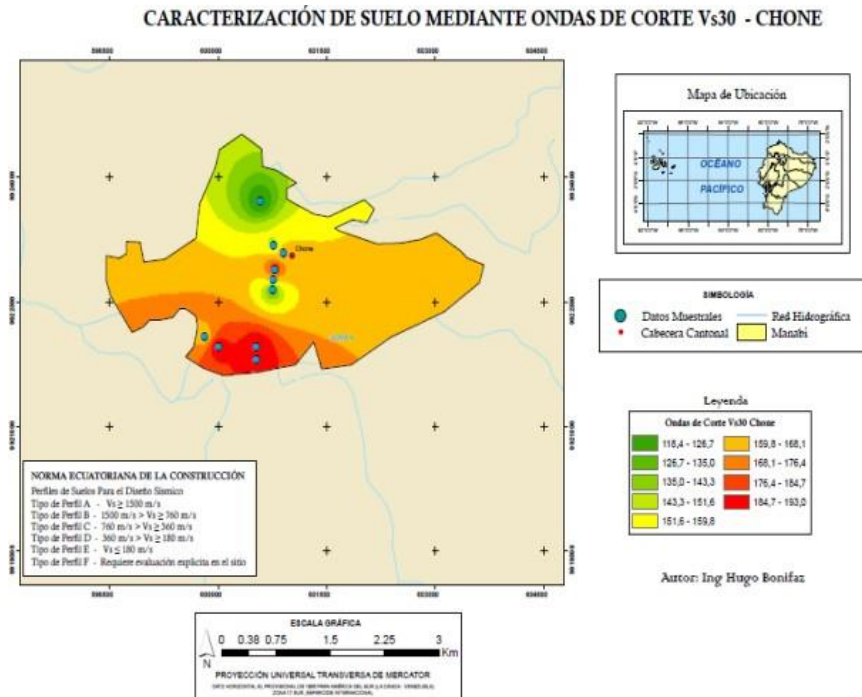 CARACTERIZACIÓN DE SUELO MEDIANTE ONDAS DE CORTE Vs30 - CHONE
Mapa de Ubicación
OCÉANO
PACÍFICO
Chone
SIMBOLOGÍA
Datos Muestrales
Red Hidrográfica
Cabecera Cantonal
Manabí
Leyenda
Ondas de Corte Vs30 Chone
118,4 - 126,7
159,8 - 168,1
126,7 - 135,0
168,1 - 176,4
135,0 - 143,3
176,4 - 184,7
143,3 - 151,6
184,7 - 193,0
151,6 - 159,8
NORMA ECUATORIANA DE LA CONSTRUCCIÓN
Perfiles de Suelos Para el Diseño Sísmico
Tipo de Perfil A - Vs ≥ 1500 m/s
Tipo de Perfil B - 1500 m/s > Vs ≥ 760 m/s
Tipo de Perfil C - 760 m/s > Vs ≥ 360 m/s
Tipo de Perfil D - 360 m/s > Vs ≥ 180 m/s
Tipo de Perfil E - Vs ≤ 180 m/s
Tipo de Perfil F - Requiere evaluación explícita en el sitio
Autor: Ing Hugo Bonifaz
ESCALA GRÁFICA
0 0.38 0.75 1.5 2.25 3
Km
N
PROYECCIÓN UNIVERSAL TRANSVERSA DE MERCATOR